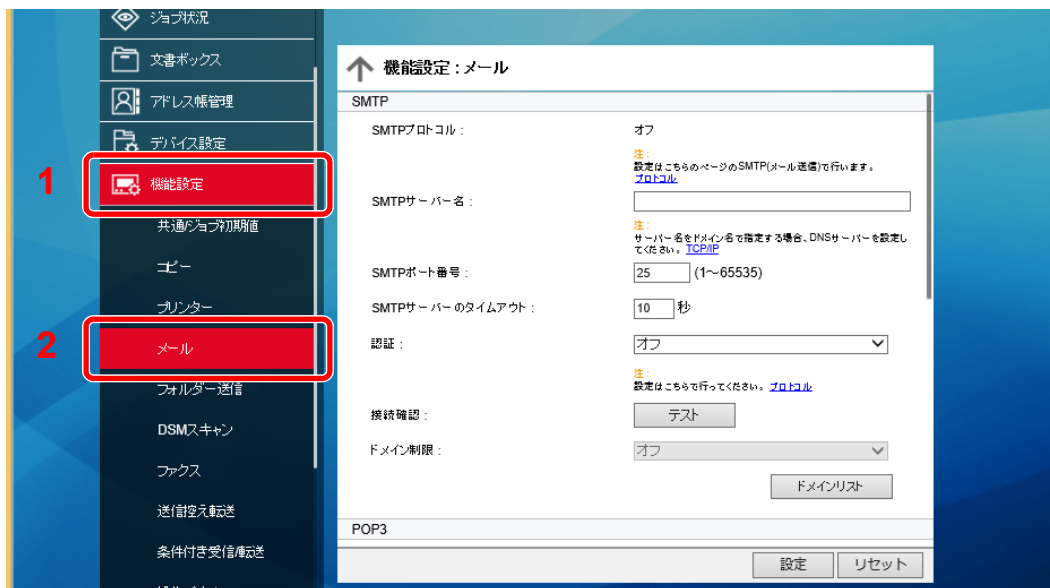 ジョブ状況
文書ボックス
アドレス帳管理
デバイス設定
1
機能設定
共通/ジョブ初期値
コピー
プリンター
2
メール
フォルダー送信
DSMスキャン
ファクス
送信控え転送
条件付き受信/転送
機能設定 : メール
SMTP
SMTPプロトコル :
オフ
注 :
設定はこちらのページのSMTP(メール送信)で行います。
プロトコル
SMTPサーバー名 :
注 :
サーバー名をドメイン名で指定する場合、DNSサーバーを設定し
てください。 TCP/IP
SMTPポート番号 :
25 (1～65535)
SMTPサーバーのタイムアウト :
10 秒
認証 :
オフ
注 :
設定はこちらで行ってください。 プロトコル
接続確認 :
テスト
ドメイン制限 :
オフ
ドメインリスト
POP3
設定 リセット